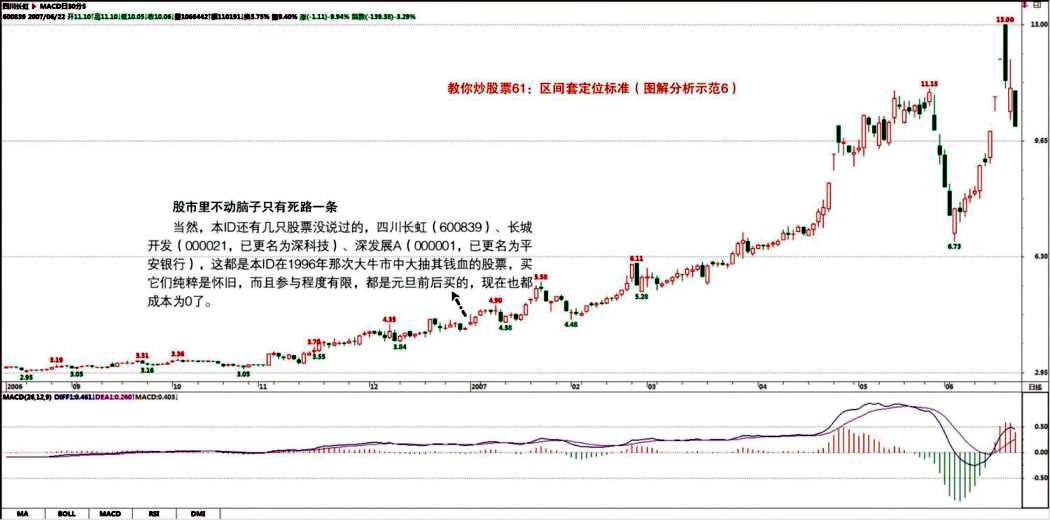 四川长虹 MACD日30分5
600839 2007/06/22 开11.10 高11.10 低10.05 收10.06 量1066442 额110191 换3.75% 振9.40% 涨(-1.11)-9.94% 指数(-139.38)-3.29%
13.00
13.00
教你炒股票61：区间套定位标准（图解分析示范6）
11.15
9.65
股市里不动脑子只有死路一条
当然，本ID还有几只股票没说过的，四川长虹（600839）、长城
开发（000021，已更名为深科技）、深发展A（000001，已更名为平
安银行），这都是本ID在1996年那次大牛市中大抽其钱血的股票，买
它们纯粹是怀旧，而且参与程度有限，都是元旦前后买的，现在也都
成本为0了。
6.73
6.30
6.11
5.20
5.50
4.90
4.38
4.48
4.35
3.84
3.70
3.55
3.19
3.31
3.36
2.95
3.05
3.16
3.05
2.95
2006 09 10 11 12 2007 02 03 04 05 06 日线
MACD(26,12,9) DIFF1:0.461 DEA1:0.260 MACD:0.403
0.50
0.00
-0.50
MA BOLL MACD RSI DMI